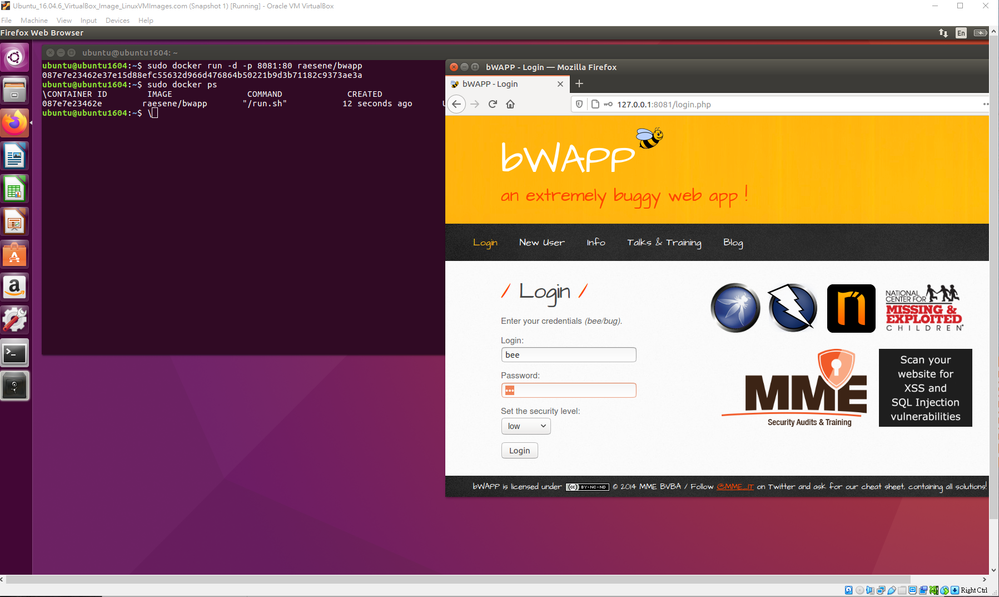 Ubuntu_16.04.6_VirtualBox_Image_LinuxVMImages.com (Snapshot 1) [Running] - Oracle VM VirtualBox
File Machine View Input Devices Help
Firefox Web Browser
En
ubuntu@ubuntu1604: ~
ubuntu@ubuntu1604:~$ sudo docker run -d -p 8081:80 raesene/bwapp
087e7e23462e37e15d88efc55632d966d476864b50221b9d3b71182c9373ae3a
ubuntu@ubuntu1604:~$ sudo docker ps
\CONTAINER ID IMAGE COMMAND CREATED
087e7e23462e raesene/bwapp "/run.sh" 12 seconds ago U
ubuntu@ubuntu1604:~$ \
bWAPP - Login — Mozilla Firefox
bWAPP - Login
127.0.0.1:8081/login.php
bWAPP
an extremely buggy web app !
Login New User Info Talks & Training Blog
/ Login /
Enter your credentials (bee/bug).
Login:
bee
Password:
Set the security level:
low
Login
NATIONAL
CENTER FOR
MISSING &
EXPLOITED
CHILDREN®
MME
Security Audits & Training
Scan your
website for
XSS and
SQL Injection
vulnerabilities
bWAPP is licensed under (cc) BY-NC-ND © 2014 MME BVBA / Follow @MME_IT on Twitter and ask for our cheat sheet, containing all solutions!
Right Ctrl